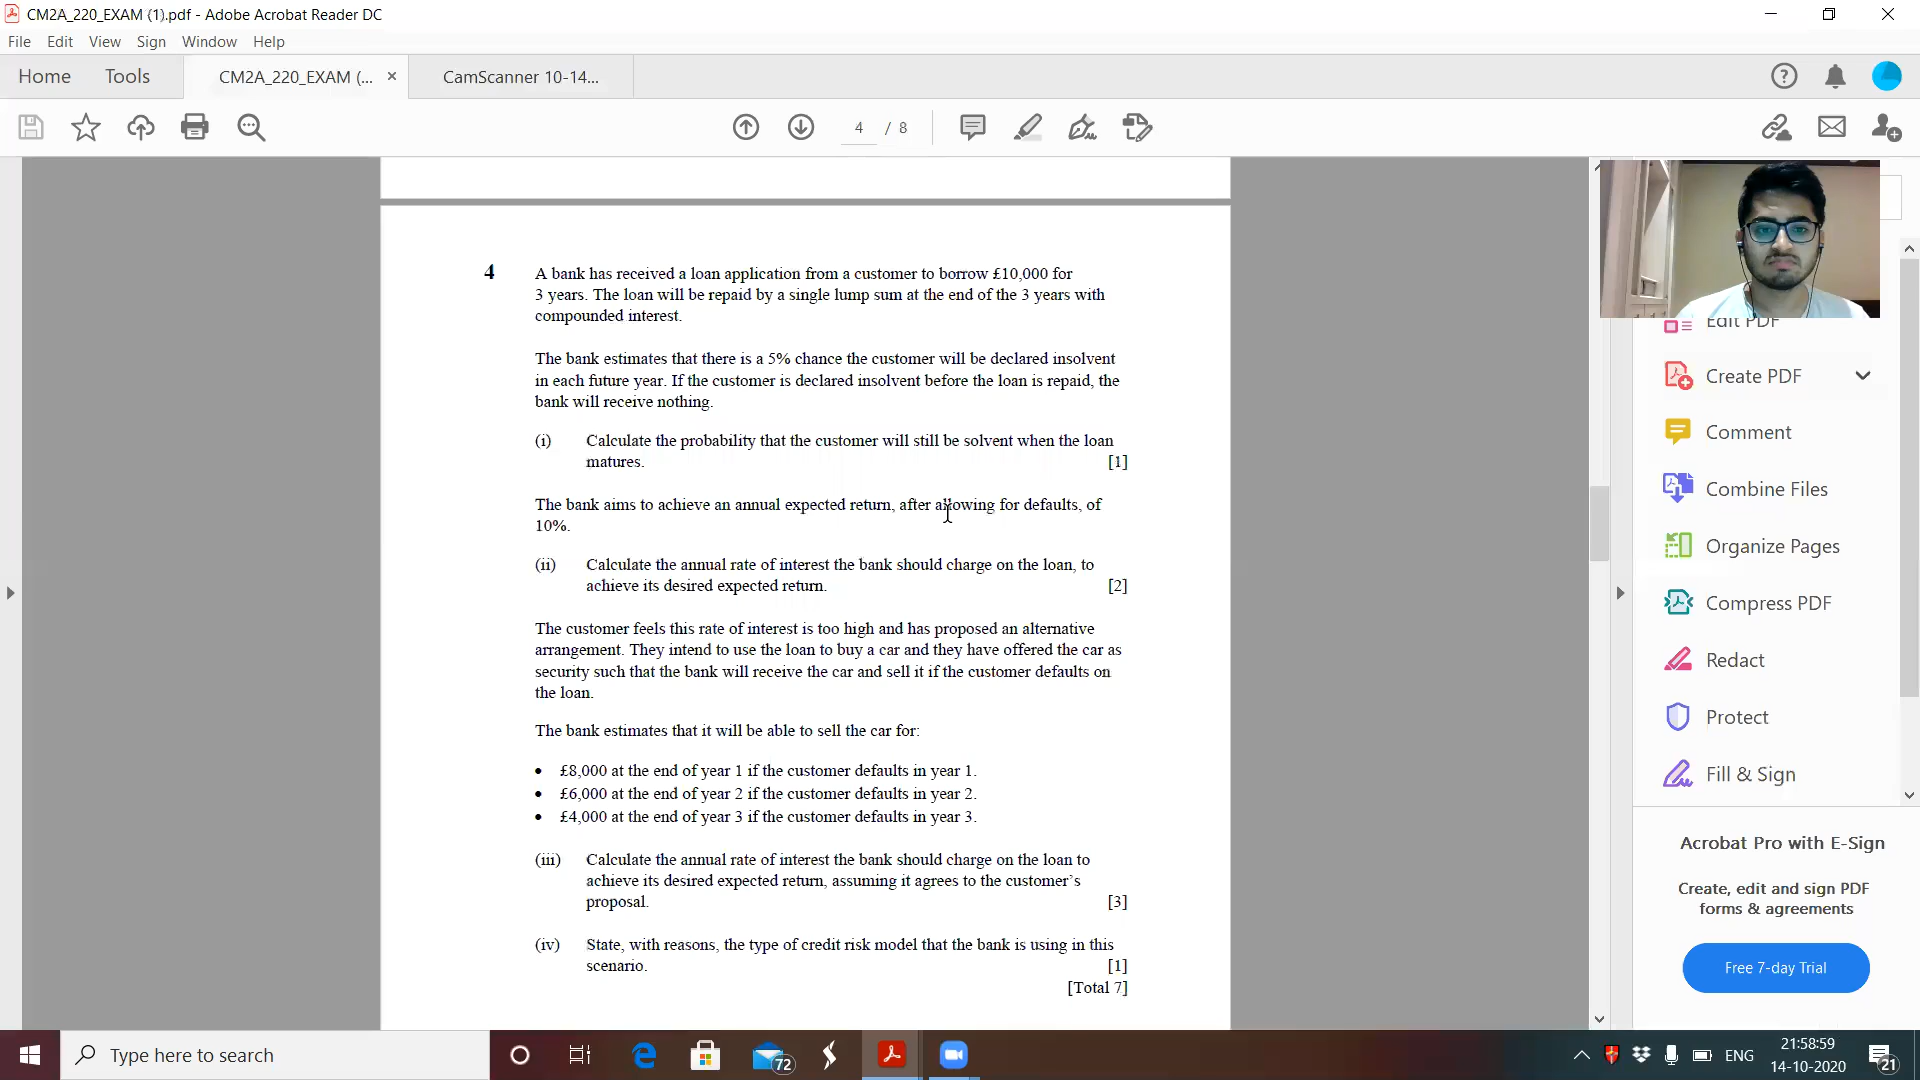 CM2A_220_EXAM (1).pdf - Adobe Acrobat Reader DC
File Edit View Sign Window Help
Home Tools CM2A_220_EXAM (... × CamScanner 10-14...
4 / 8
4 A bank has received a loan application from a customer to borrow £10,000 for
3 years. The loan will be repaid by a single lump sum at the end of the 3 years with
compounded interest.
The bank estimates that there is a 5% chance the customer will be declared insolvent
in each future year. If the customer is declared insolvent before the loan is repaid, the
bank will receive nothing.
(i) Calculate the probability that the customer will still be solvent when the loan
matures. [1]
The bank aims to achieve an annual expected return, after allowing for defaults, of
10%.
(ii) Calculate the annual rate of interest the bank should charge on the loan, to
achieve its desired expected return. [2]
The customer feels this rate of interest is too high and has proposed an alternative
arrangement. They intend to use the loan to buy a car and they have offered the car as
security such that the bank will receive the car and sell it if the customer defaults on
the loan.
The bank estimates that it will be able to sell the car for:
• £8,000 at the end of year 1 if the customer defaults in year 1.
• £6,000 at the end of year 2 if the customer defaults in year 2.
• £4,000 at the end of year 3 if the customer defaults in year 3.
(iii) Calculate the annual rate of interest the bank should charge on the loan to
achieve its desired expected return, assuming it agrees to the customer's
proposal. [3]
(iv) State, with reasons, the type of credit risk model that the bank is using in this
scenario. [1]
[Total 7]
Edit PDF
Create PDF
Comment
Combine Files
Organize Pages
Compress PDF
Redact
Protect
Fill & Sign
Acrobat Pro with E-Sign
Create, edit and sign PDF
forms & agreements
Free 7-day Trial
Type here to search
72
ENG
21:58:59
14-10-2020
21